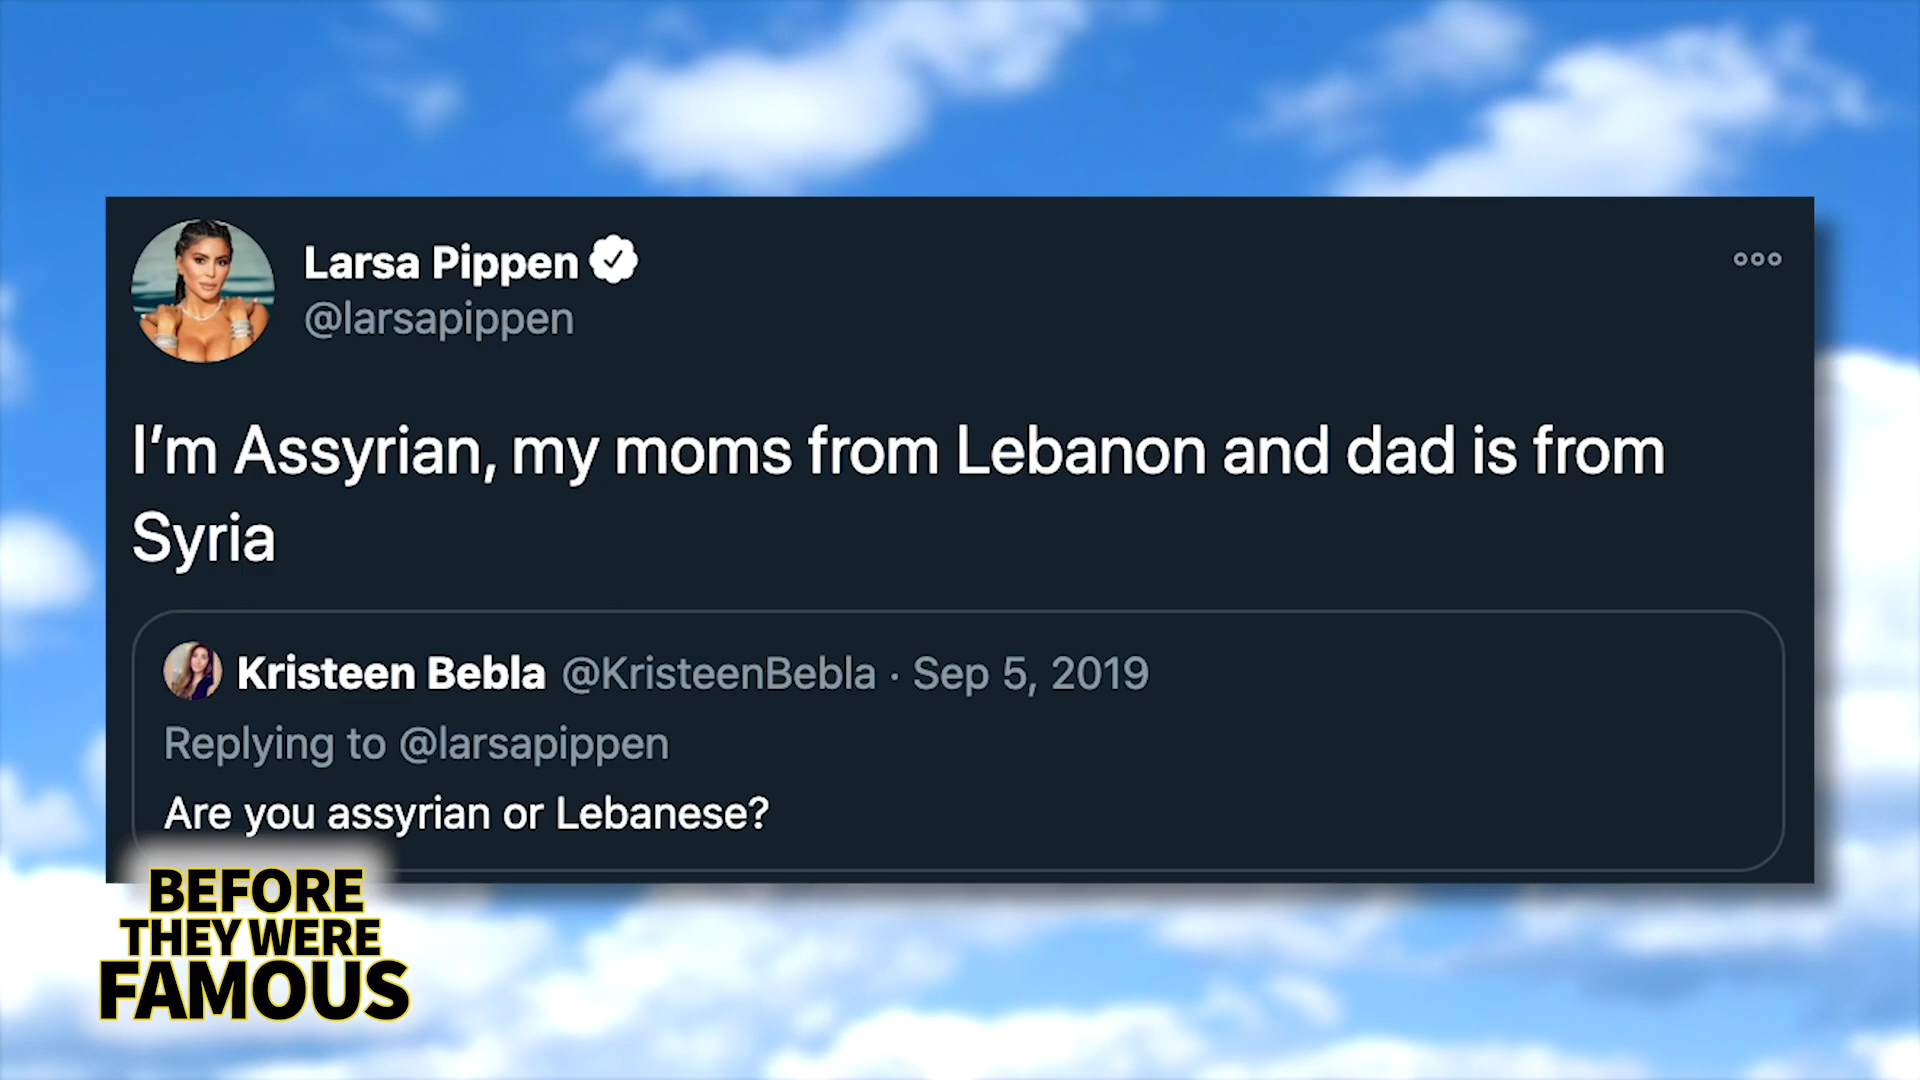 Larsa Pippen
@larsapippen
I’m Assyrian, my moms from Lebanon and dad is from
Syria
Kristeen Bebla @KristeenBebla · Sep 5, 2019
Replying to @larsapippen
Are you assyrian or Lebanese?
BEFORE
THEY WERE
FAMOUS